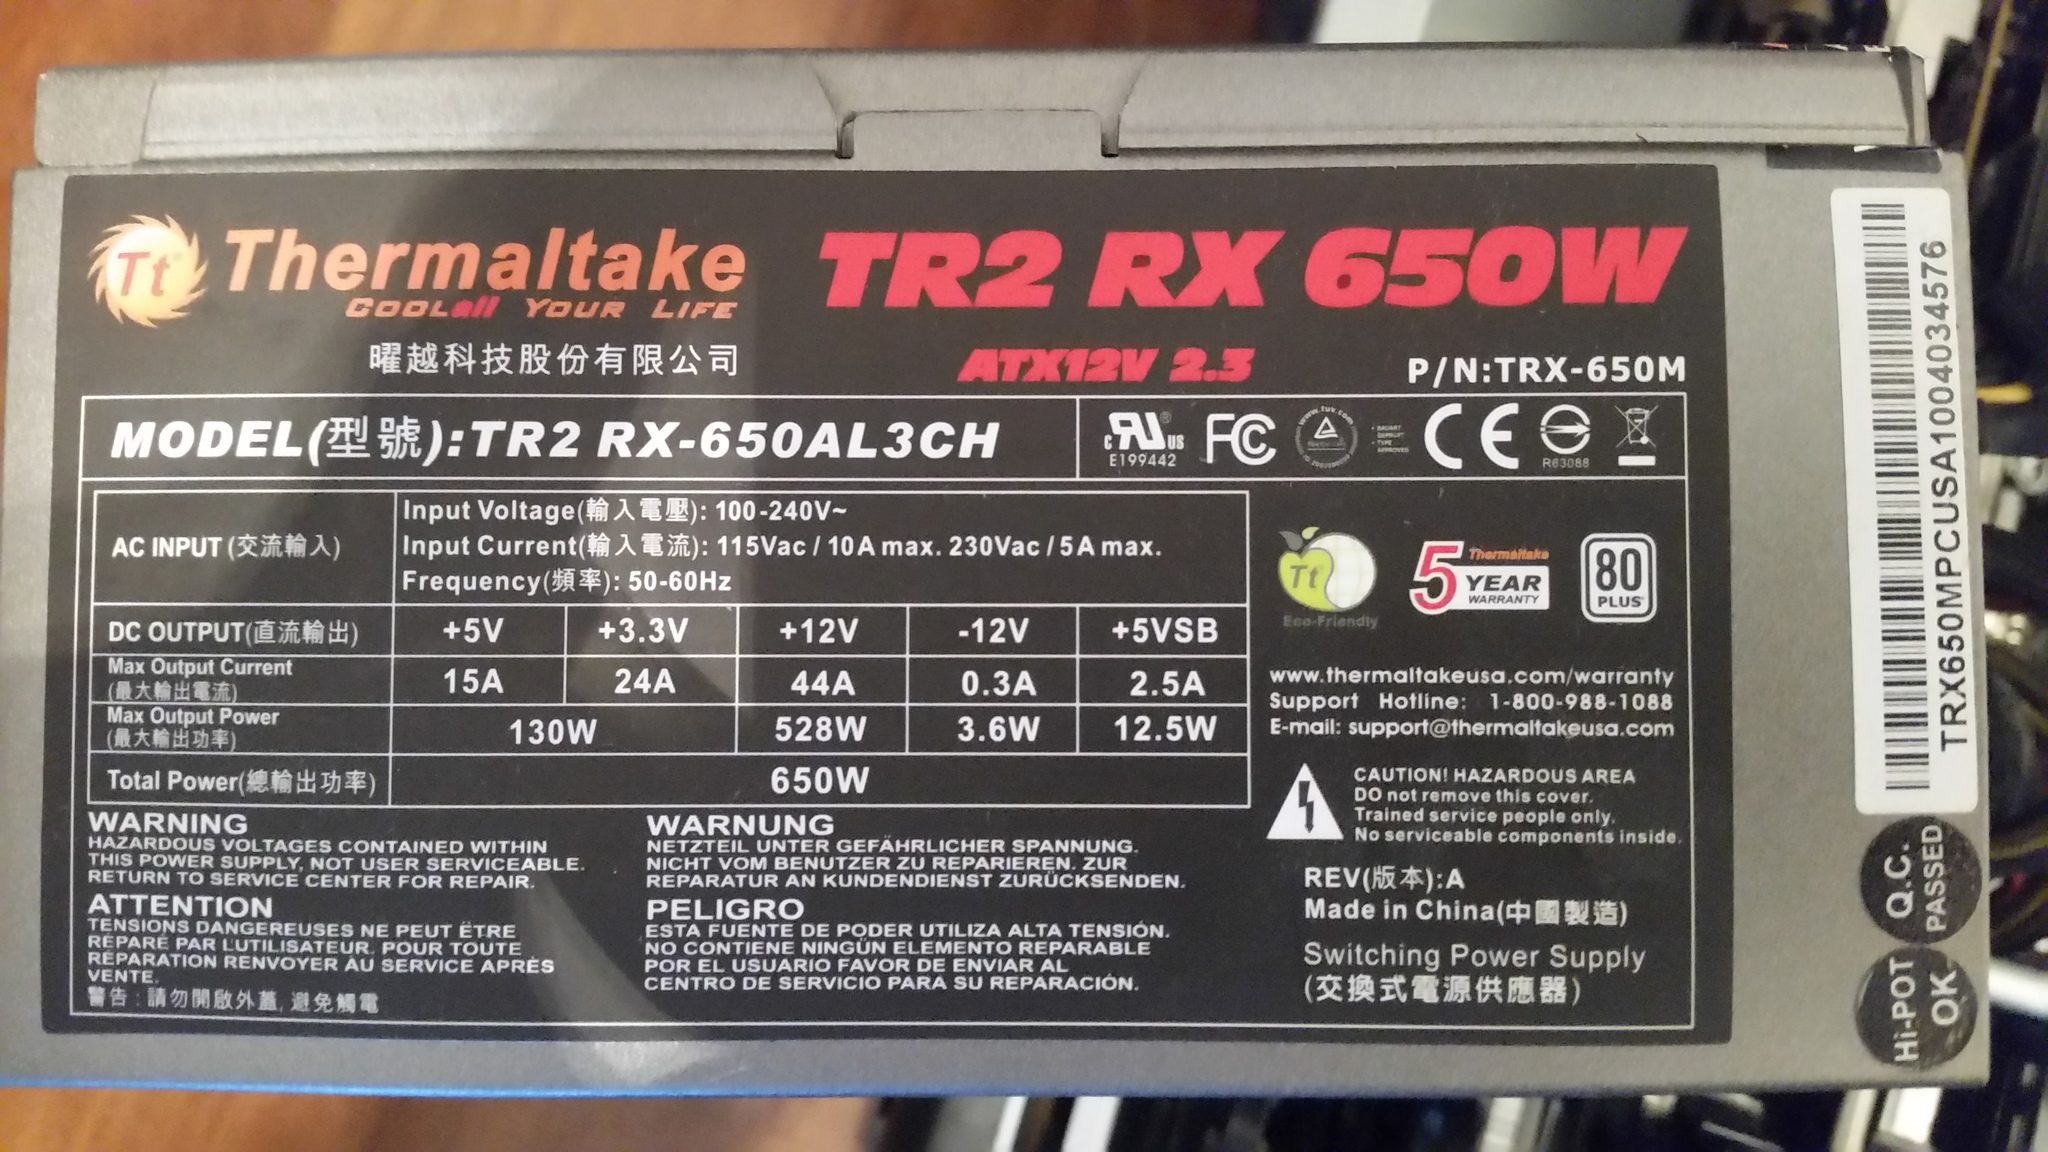 Tt Thermaltake
COOLall YOUR LIFE
曜越科技股份有限公司
TR2 RX 650W
ATX12V 2.3
P/N:TRX-650M
MODEL(型號):TR2 RX-650AL3CH
c RU US
E199442
FC
www.tuv.com
BAUART
GEPRUFT
TYPE
APPROVED
CE
R63088
AC INPUT (交流輸入)
Input Voltage(輸入電壓): 100-240V~
Input Current(輸入電流): 115Vac / 10A max. 230Vac / 5A max.
Frequency(頻率): 50-60Hz
DC OUTPUT(直流輸出) +5V +3.3V +12V -12V +5VSB
Max Output Current
(最大輸出電流)
15A 24A 44A 0.3A 2.5A
Max Output Power
(最大輸出功率)
130W 528W 3.6W 12.5W
Total Power(總輸出功率) 650W
Tt
Eco-Friendly
5 Thermaltake
YEAR
WARRANTY
80
PLUS
www.thermaltakeusa.com/warranty
Support Hotline: 1-800-988-1088
E-mail: support@thermaltakeusa.com
CAUTION! HAZARDOUS AREA
DO not remove this cover.
Trained service people only.
No serviceable components inside.
REV(版本):A
Made in China(中國製造)
Switching Power Supply
(交換式電源供應器)
WARNING
HAZARDOUS VOLTAGES CONTAINED WITHIN
THIS POWER SUPPLY, NOT USER SERVICEABLE.
RETURN TO SERVICE CENTER FOR REPAIR.
ATTENTION
TENSIONS DANGEREUSES NE PEUT ËTRE
RÉPARÉ PAR L'UTILISATEUR. POUR TOUTE
RÉPARATION RENVOYER AU SERVICE APRÈS
VENTE.
警告:請勿開啟外蓋, 避免觸電
WARNUNG
NETZTEIL UNTER GEFÄHRLICHER SPANNUNG.
NICHT VOM BENUTZER ZU REPARIEREN. ZUR
REPARATUR AN KUNDENDIENST ZURÜCKSENDEN.
PELIGRO
ESTA FUENTE DE PODER UTILIZA ALTA TENSIÓN.
NO CONTIENE NINGÚN ELEMENTO REPARABLE
POR EL USUARIO FAVOR DE ENVIAR AL
CENTRO DE SERVICIO PARA SU REPARACIÓN.
TRX650MPCUSA1004034576
Q.C.
PASSED
Hi-POT
OK